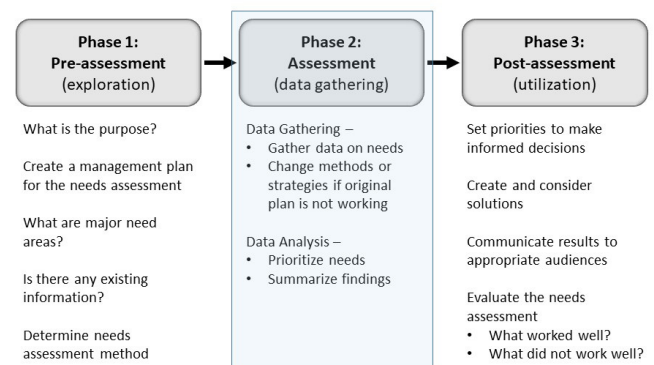 Phase 1:
Pre-assessment
(exploration)
What is the purpose?
Create a management plan
for the needs assessment
What are major need
areas?
Is there any existing
information?
Determine needs
assessment method
Phase 2:
Assessment
(data gathering)
Data Gathering –
• Gather data on needs
• Change methods or
strategies if original
plan is not working
Data Analysis –
• Prioritize needs
• Summarize findings
Phase 3:
Post-assessment
(utilization)
Set priorities to make
informed decisions
Create and consider
solutions
Communicate results to
appropriate audiences
Evaluate the needs
assessment
• What worked well?
• What did not work well?